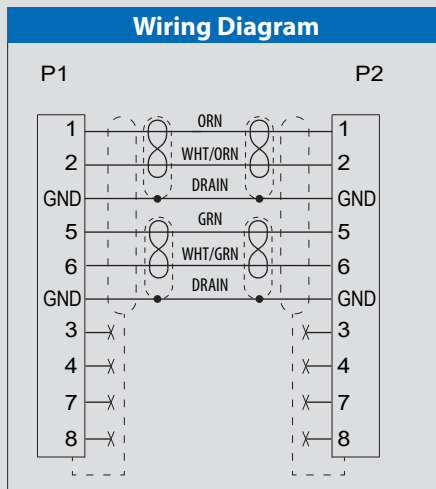 Wiring Diagram
P1 P2
1 ORN 1
2 WHT/ORN 2
GND DRAIN GND
5 GRN 5
6 WHT/GRN 6
GND DRAIN GND
3 3
4 4
7 7
8 8